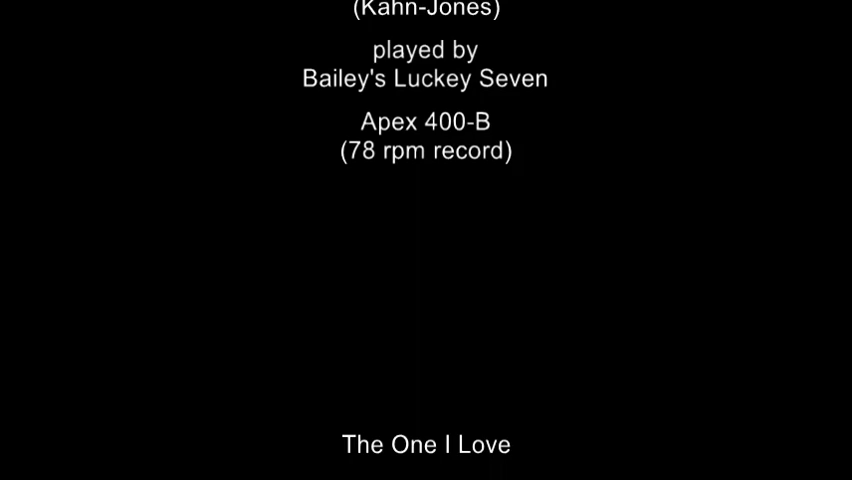 (Kahn-Jones)
played by
Bailey's Luckey Seven
Apex 400-B
(78 rpm record)
The One I Love